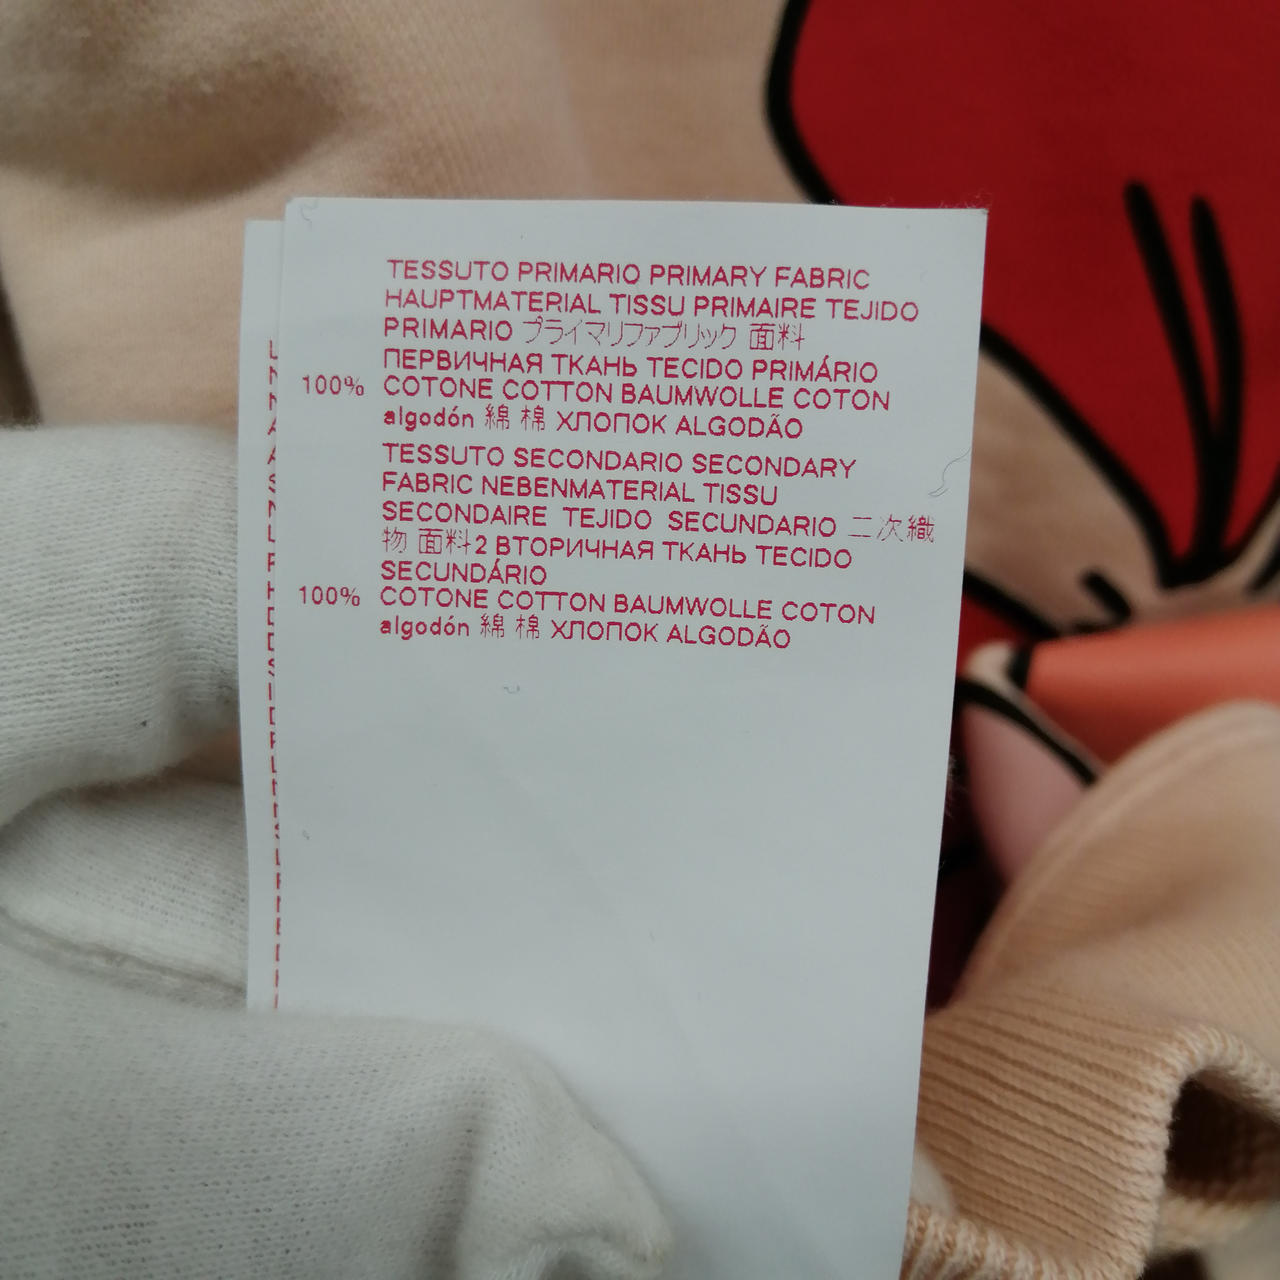 TESSUTO PRIMARIO PRIMARY FABRIC
HAUPTMATERIAL TISSU PRIMAIRE TEJIDO
PRIMARIO プライマリファブリック 面料
ПЕРВИЧНАЯ ТКАНЬ TECIDO PRIMÁRIO
100% COTONE COTTON BAUMWOLLE COTON
algodón 綿 棉 ХЛОПОК ALGODÃO
TESSUTO SECONDARIO SECONDARY
FABRIC NEBENMATERIAL TISSU
SECONDAIRE TEJIDO SECUNDARIO 二次織
物 面料2 ВТОРИЧНАЯ ТКАНЬ TECIDO
SECUNDÁRIO
100% COTONE COTTON BAUMWOLLE COTON
algodón 綿 棉 ХЛОПОК ALGODÃO